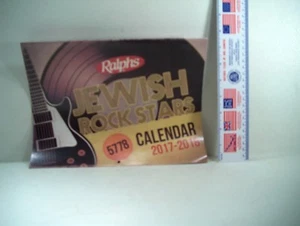 Ralphs
JEWISH
ROCK STARS
5778 CALENDAR
2017-2018